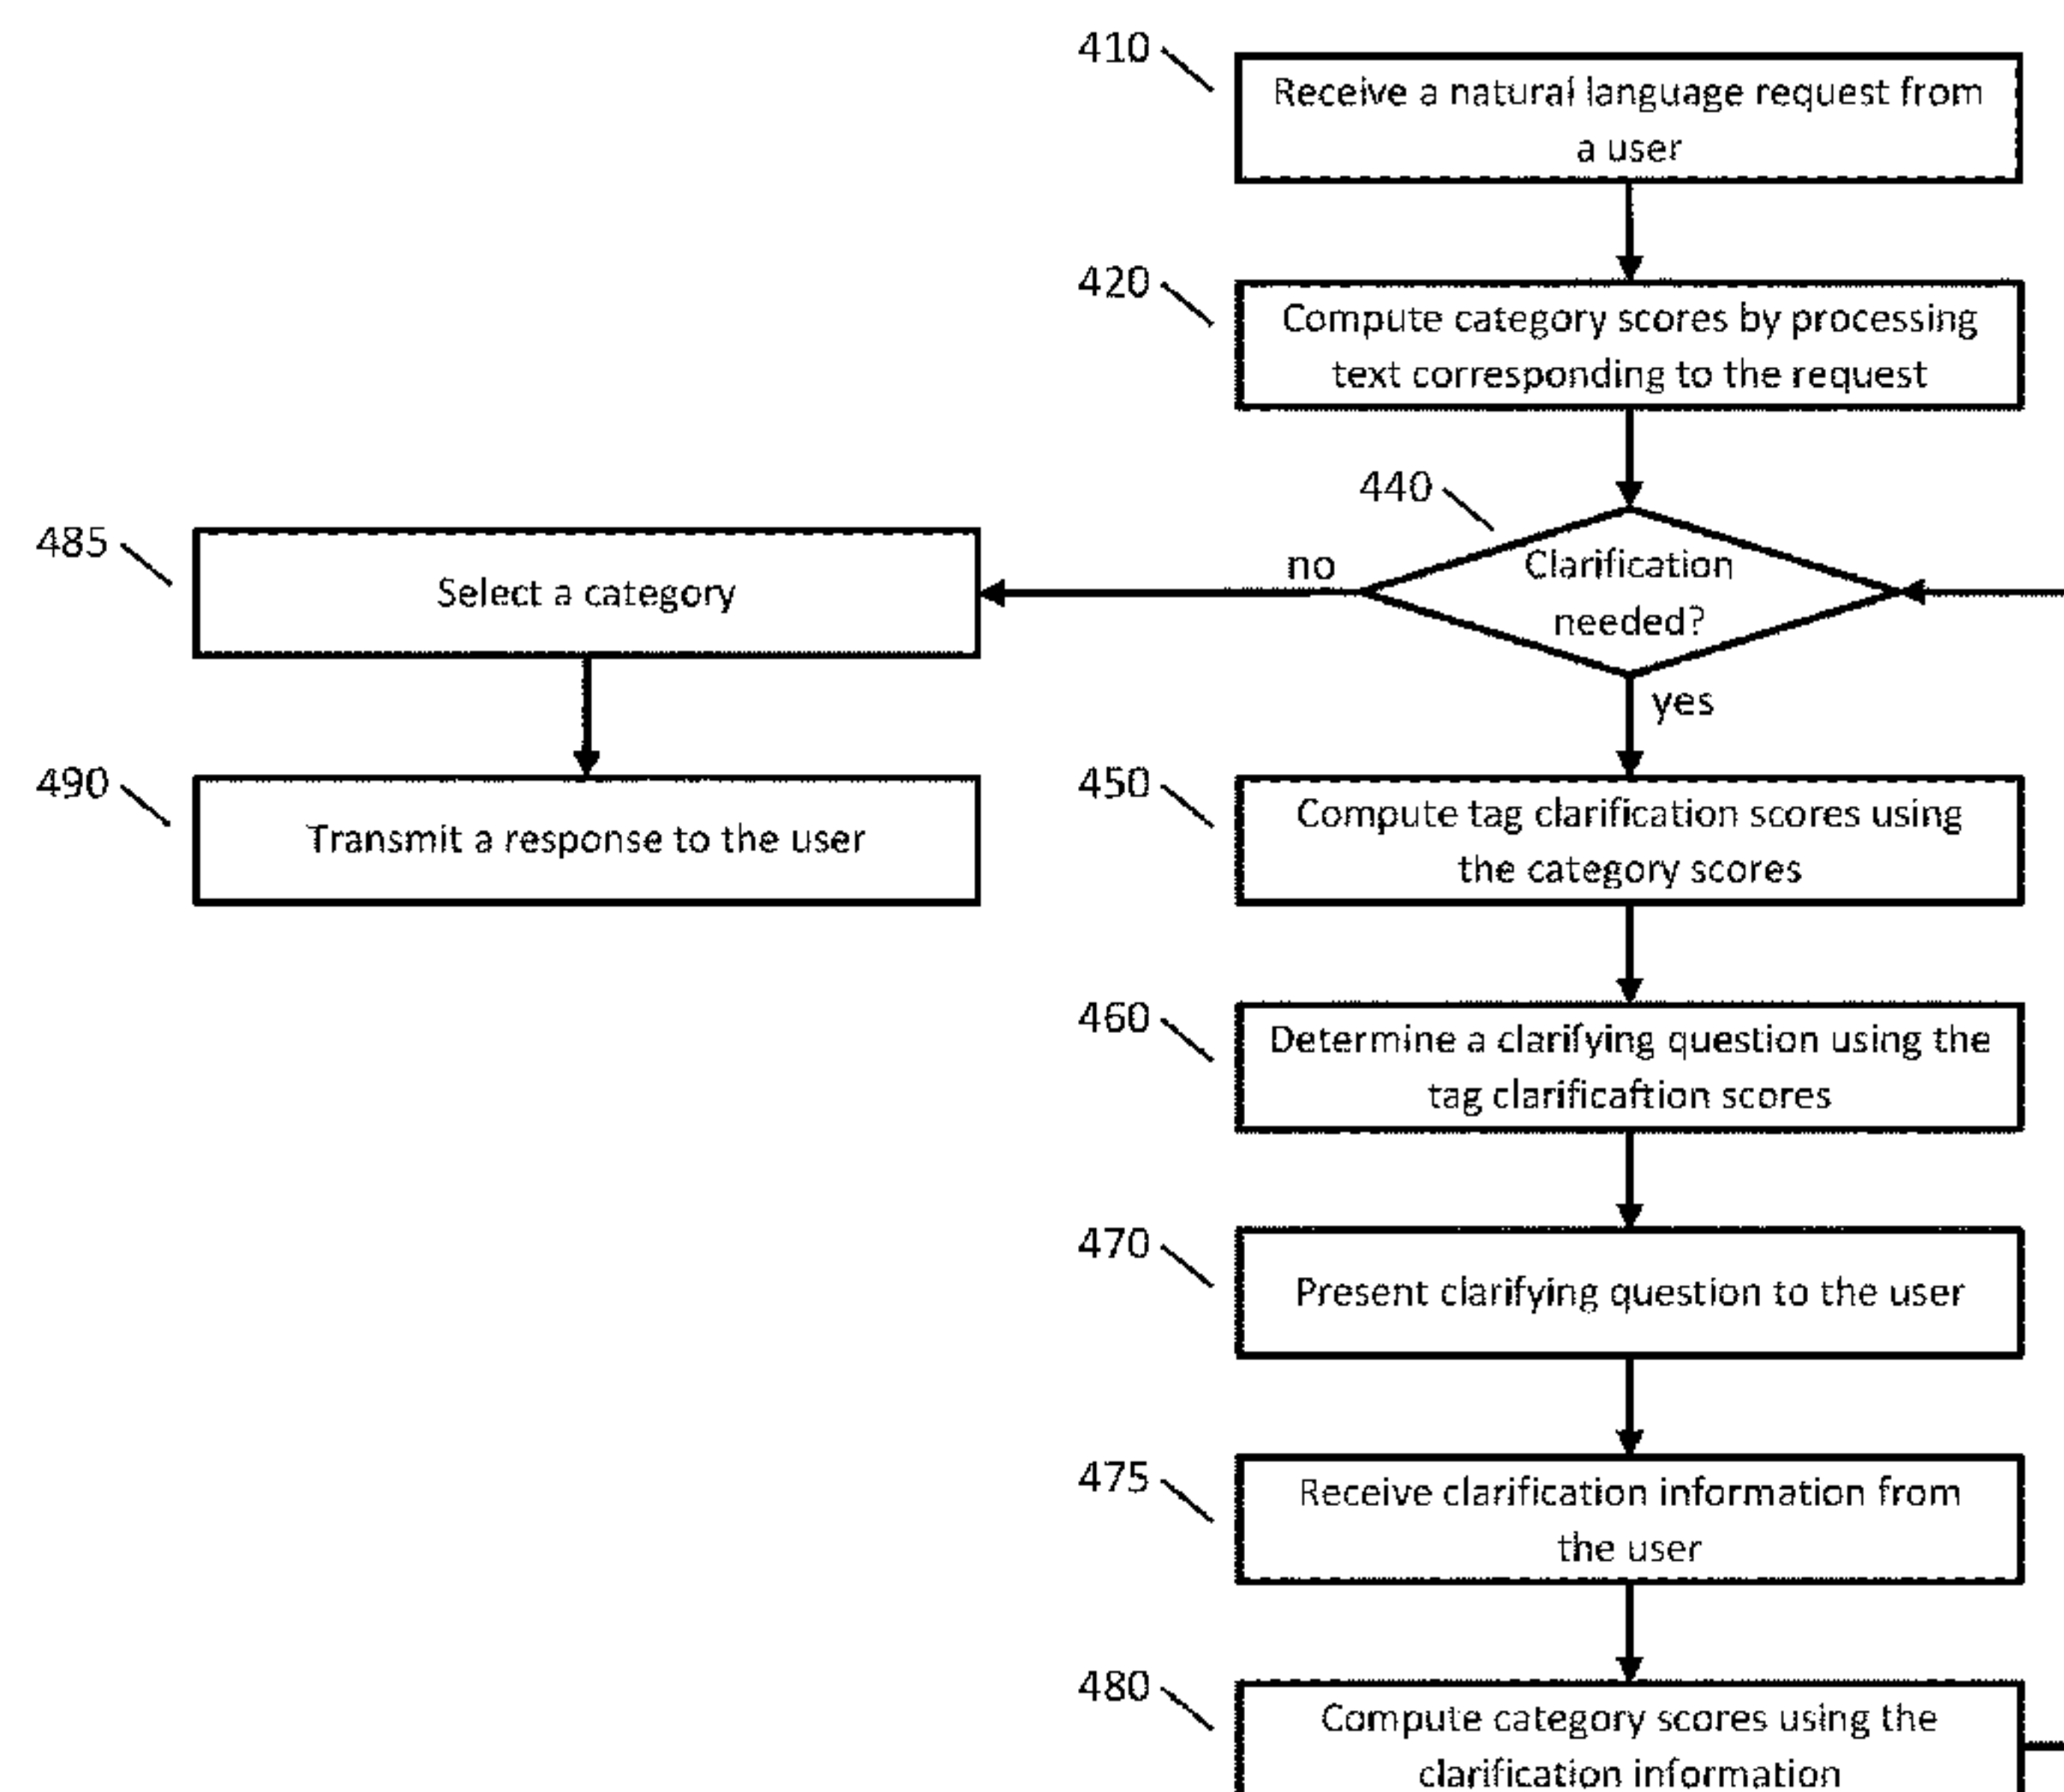 410
Receive a natural language request from
a user
420
Compute category scores by processing
text corresponding to the request
440
Clarification
needed?
no
yes
485
Select a category
490
Transmit a response to the user
450
Compute tag clarification scores using
the category scores
460
Determine a clarifying question using the
tag clarificaftion scores
470
Present clarifying question to the user
475
Receive clarification information from
the user
480
Compute category scores using the
clarification information